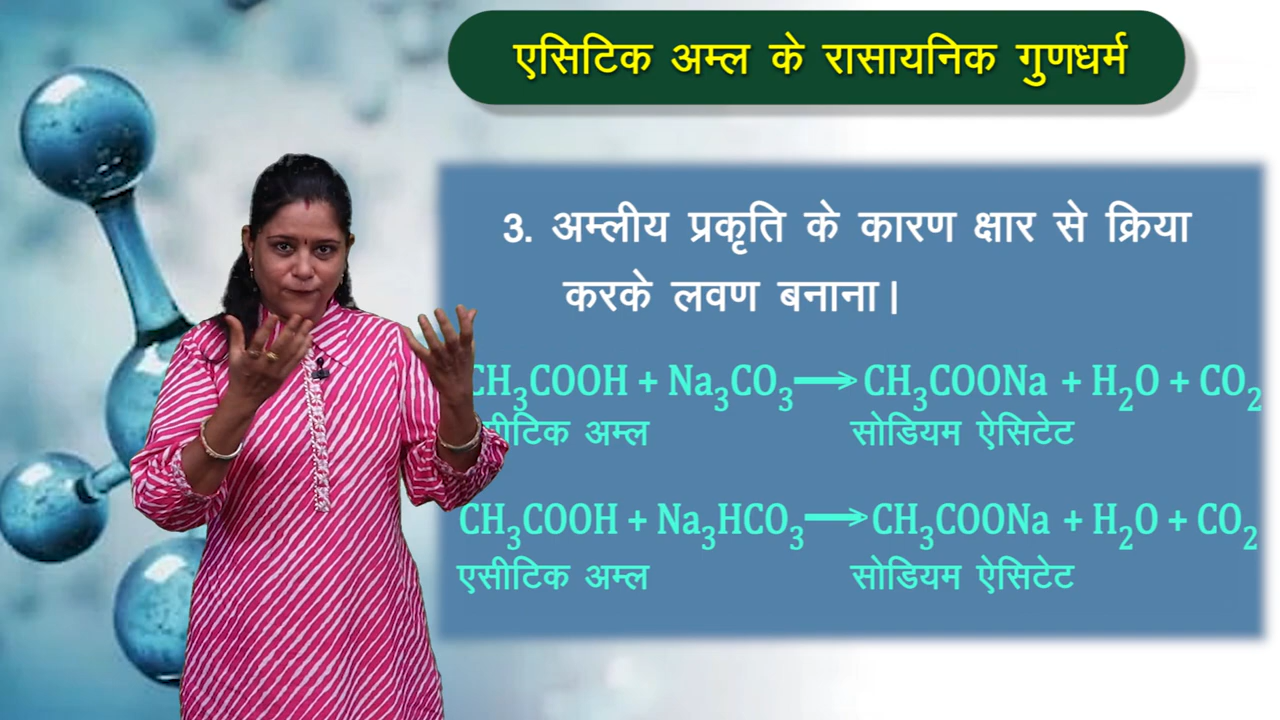 एसिटिक अम्ल के रासायनिक गुणधर्म
3. अम्लीय प्रकृति के कारण क्षार से क्रिया
करके लवण बनाना।
CH₃COOH + Na₃CO₃ ⟶ CH₃COONa + H₂O + CO₂
अम्ल सोडियम ऐसिटेट
CH₃COOH + Na₃HCO₃ ⟶ CH₃COONa + H₂O + CO₂
एसीटिक अम्ल सोडियम ऐसिटेट